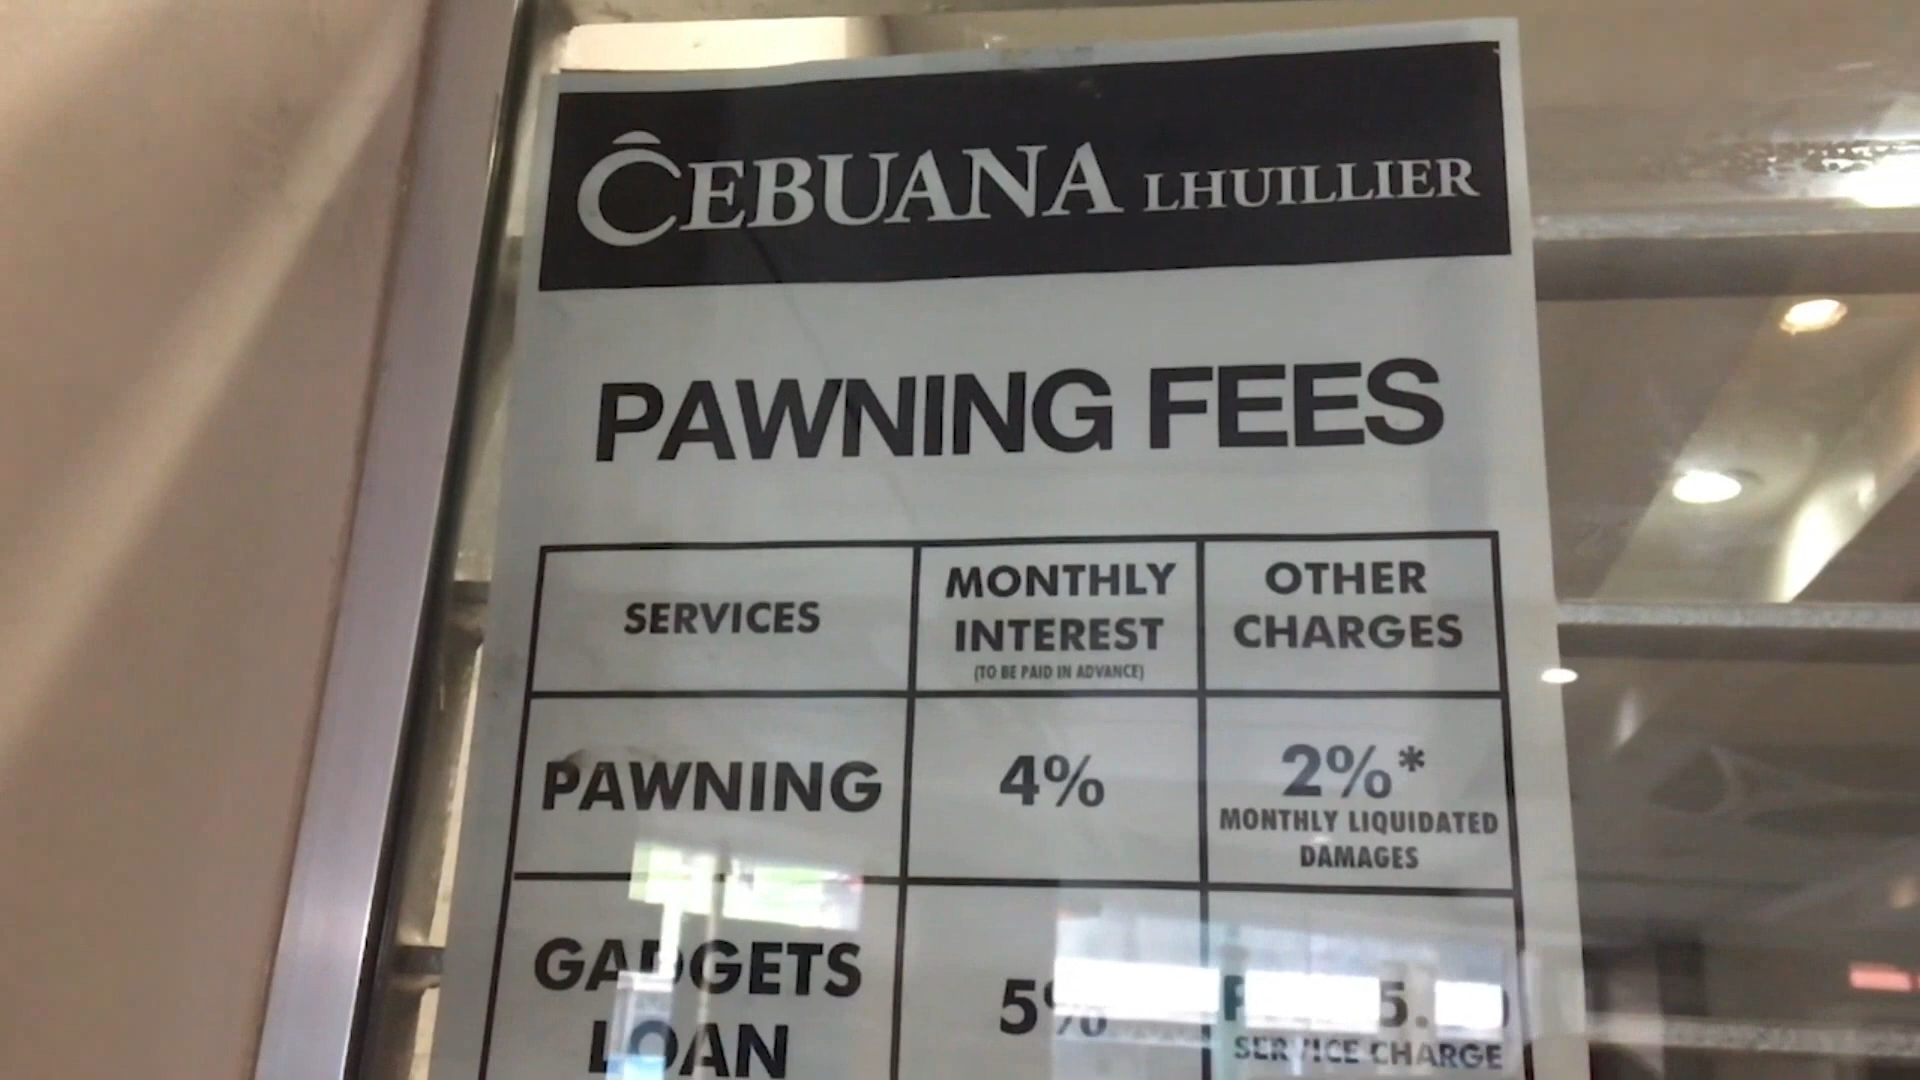 CEBUANA LHUILLIER
PAWNING FEES
SERVICES
MONTHLY
INTEREST
(TO BE PAID IN ADVANCE)
OTHER
CHARGES
PAWNING
4%
2%*
MONTHLY LIQUIDATED
DAMAGES
GADGETS
LOAN
5%
SERVICE CHARGE